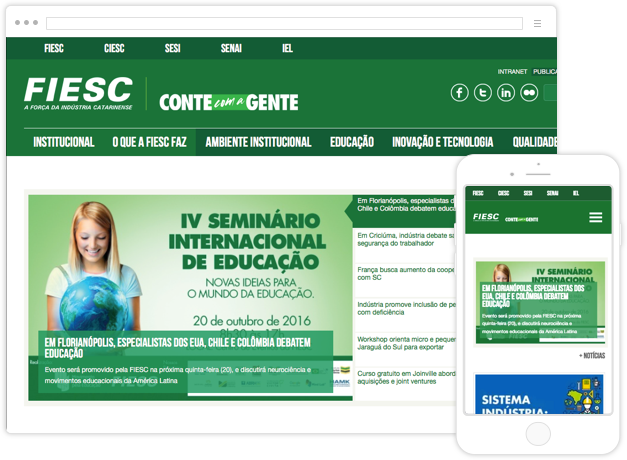 FIESC CIESC SESI SENAI IEL
INTRANET PUBLICA
FIESC
A FORÇA DA INDÚSTRIA CATARINENSE
CONTE com a GENTE
INSTITUCIONAL O QUE A FIESC FAZ AMBIENTE INSTITUCIONAL EDUCAÇÃO INOVAÇÃO E TECNOLOGIA QUALIDADE
IV SEMINÁRIO
INTERNACIONAL
DE EDUCAÇÃO
NOVAS IDEIAS PARA
O MUNDO DA EDUCAÇÃO.
20 de outubro de 2016
EM FLORIANÓPOLIS, ESPECIALISTAS DOS EUA, CHILE E COLÔMBIA DEBATEM
EDUCAÇÃO
Evento será promovido pela FIESC na próxima quinta-feira (20), e discutirá neurociência e
movimentos educacionais da América Latina
Em Florianópolis, especialistas d
Chile e Colômbia debatem educ
Em Criciúma, indústria debate sa
segurança do trabalhador
França busca aumento da coope
com SC
Indústria promove inclusão de pe
com deficiência
Workshop orienta micro e peque
Jaraguá do Sul para exportar
Curso gratuito em Joinville abord
aquisições e joint ventures
FIESC CIESC SESI SENAI IEL
FIESC CONTE com a GENTE
IV SEMINÁRIO
EM FLORIANÓPOLIS, ESPECIALISTAS DOS
EUA, CHILE E COLÔMBIA DEBATEM
EDUCAÇÃO
Evento será promovido pela FIESC na próxima
quinta-feira (20), e discutirá neurociência e
movimentos educacionais da América Latina
+ NOTÍCIAS
SISTEMA
INDÚSTRIA: